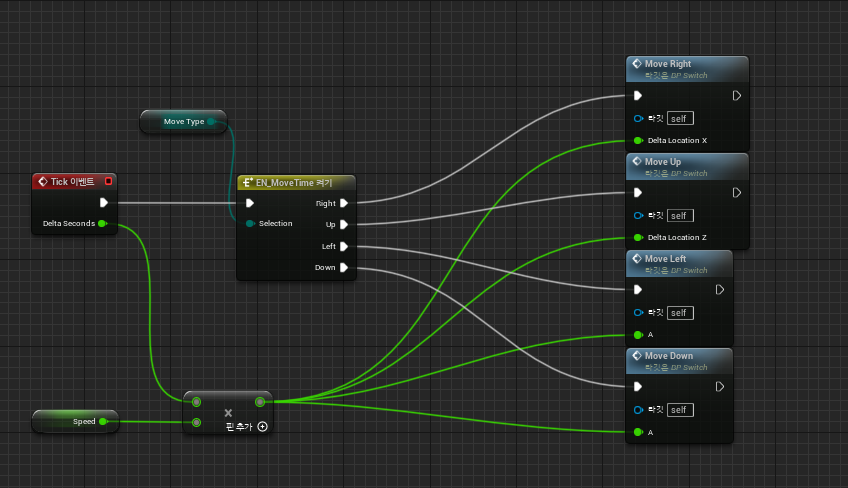 Move Right
타깃은 BP Switch
타깃 self
Delta Location X
Move Type
Move Up
타깃은 BP Switch
타깃 self
Delta Location Z
Tick 이벤트
Delta Seconds
EN_MoveTime 켜기
Right
Selection Up
Left
Down
Move Left
타깃은 BP Switch
타깃 self
A
Move Down
타깃은 BP Switch
타깃 self
A
Speed
×
핀 추가